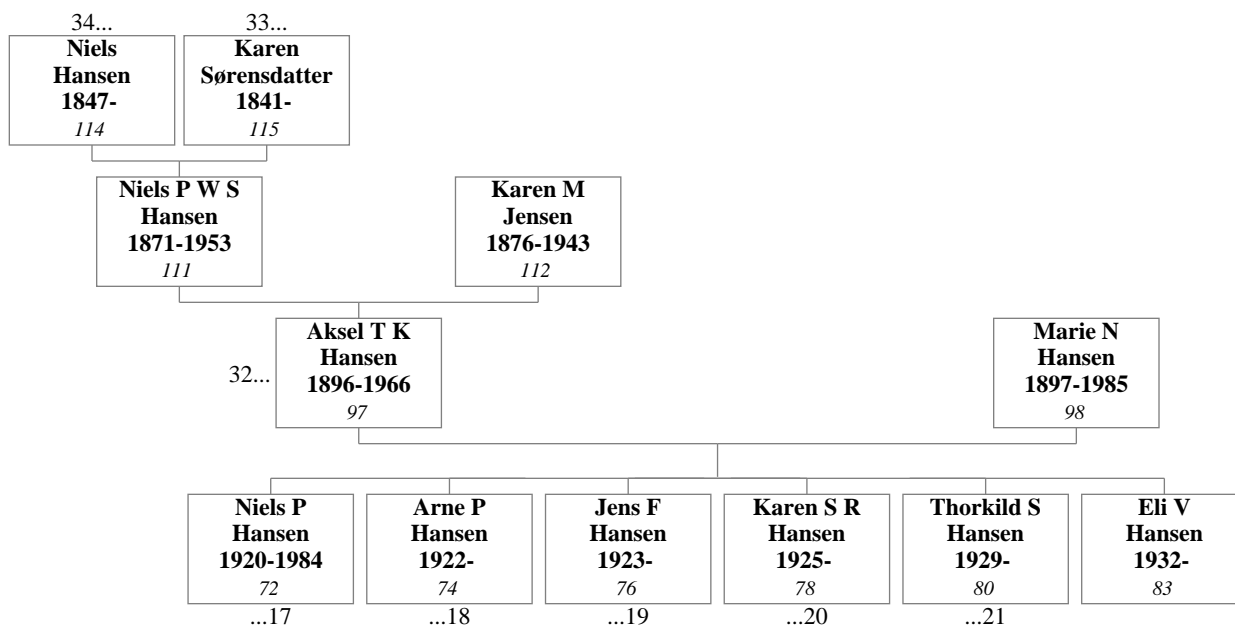 34...
33...
Niels
Hansen
1847-
114
Karen
Sørensdatter
1841-
115
Niels P W S
Hansen
1871-1953
111
Karen M
Jensen
1876-1943
112
32...
Aksel T K
Hansen
1896-1966
97
Marie N
Hansen
1897-1985
98
Niels P
Hansen
1920-1984
72
...17
Arne P
Hansen
1922-
74
...18
Jens F
Hansen
1923-
76
...19
Karen S R
Hansen
1925-
78
...20
Thorkild S
Hansen
1929-
80
...21
Eli V
Hansen
1932-
83